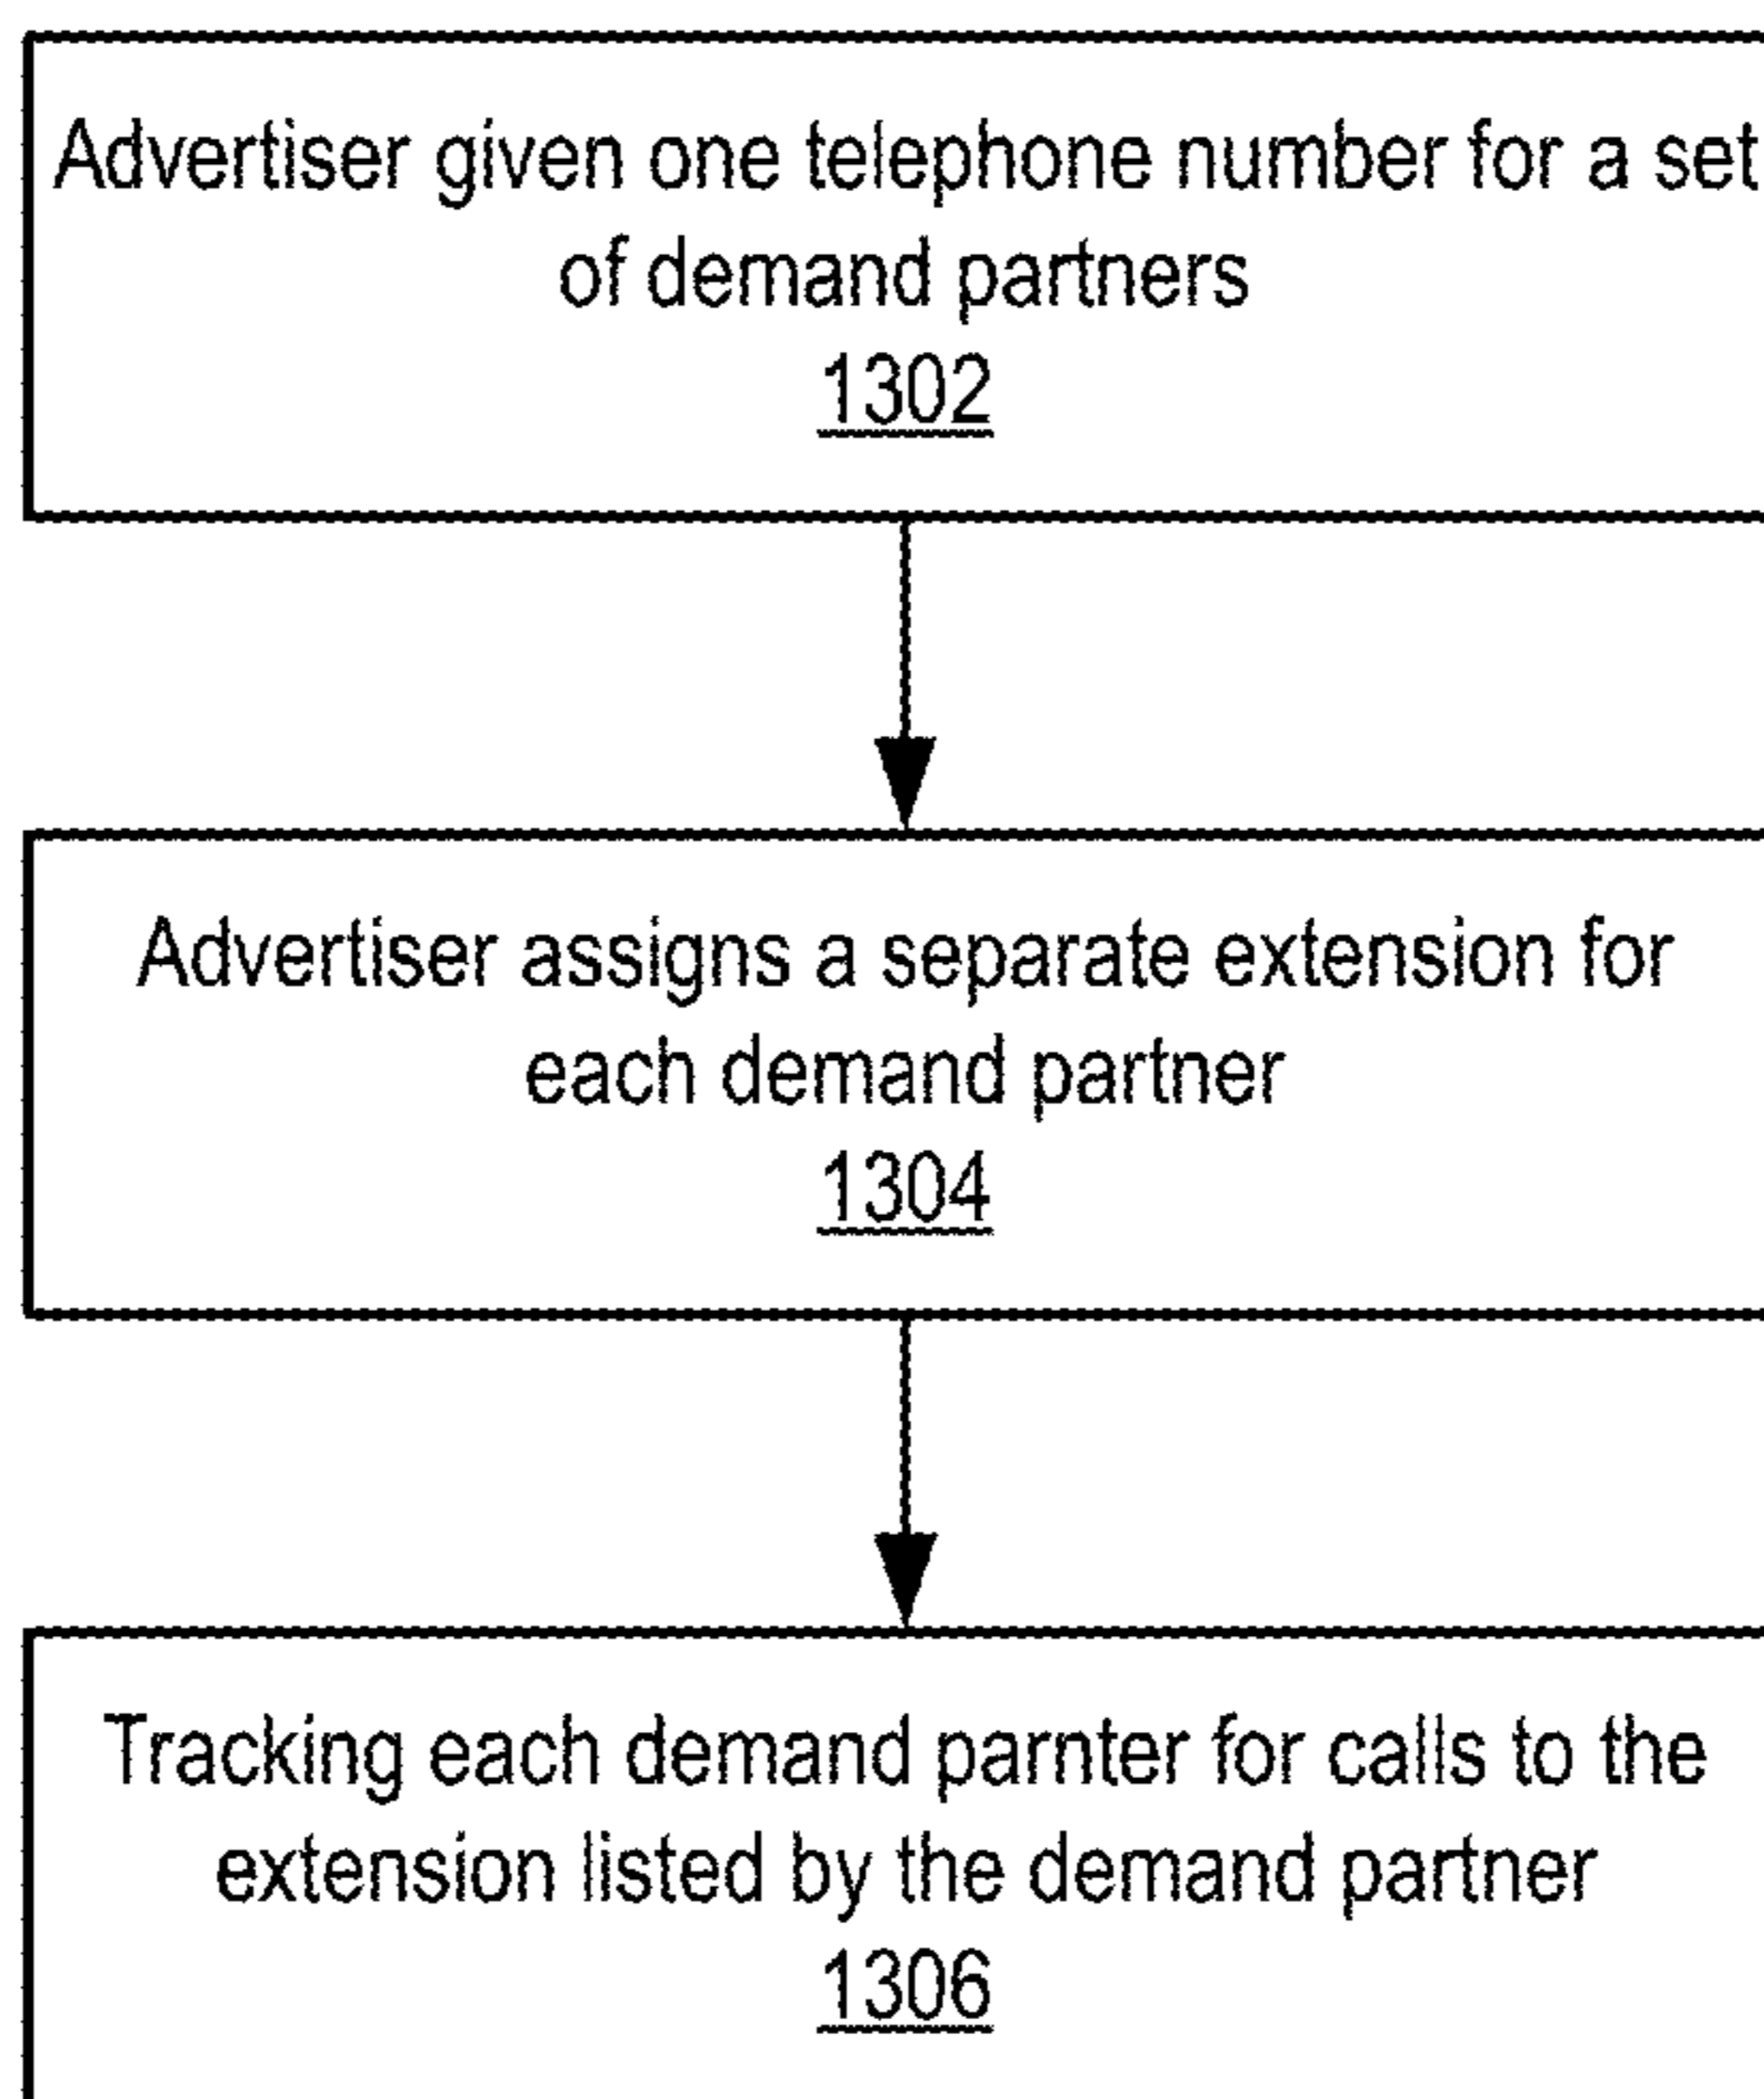 Advertiser given one telephone number for a set
of demand partners
1302
Advertiser assigns a separate extension for
each demand partner
1304
Tracking each demand parnter for calls to the
extension listed by the demand partner
1306